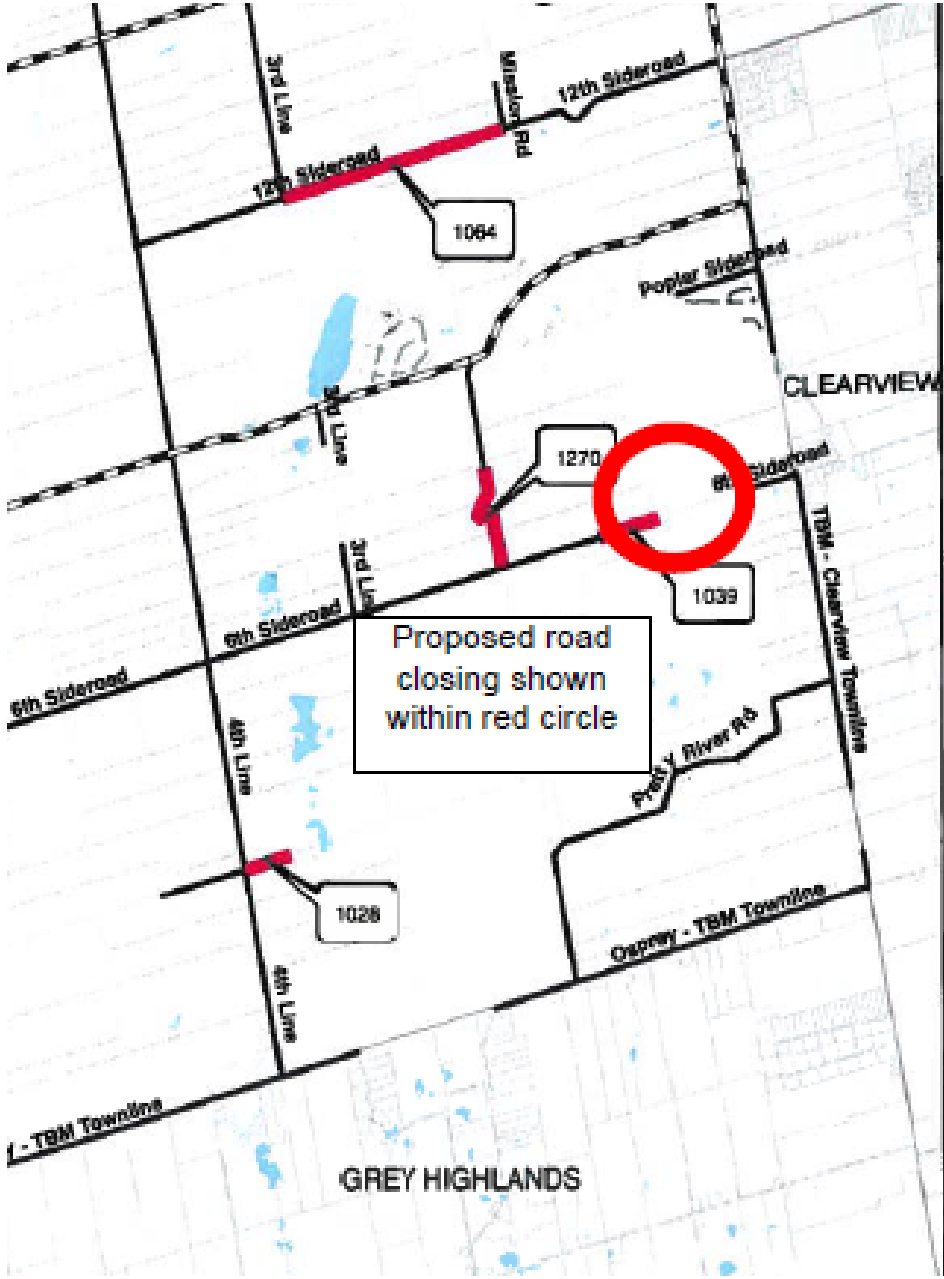 3rd Line
Mission Rd
12th Sideroad
12th Sideroad
1064
Poplar Sideroad
CLEARVIEW
3rd Line
1270
6th Sideroad
TBM - Clearview Townline
3rd Line
1039
6th Sideroad
Proposed road
closing shown
within red circle
6th Sideroad
4th Line
Pretty River Rd
1028
Osprey - TBM Townline
4th Line
y - TBM Townline
GREY HIGHLANDS